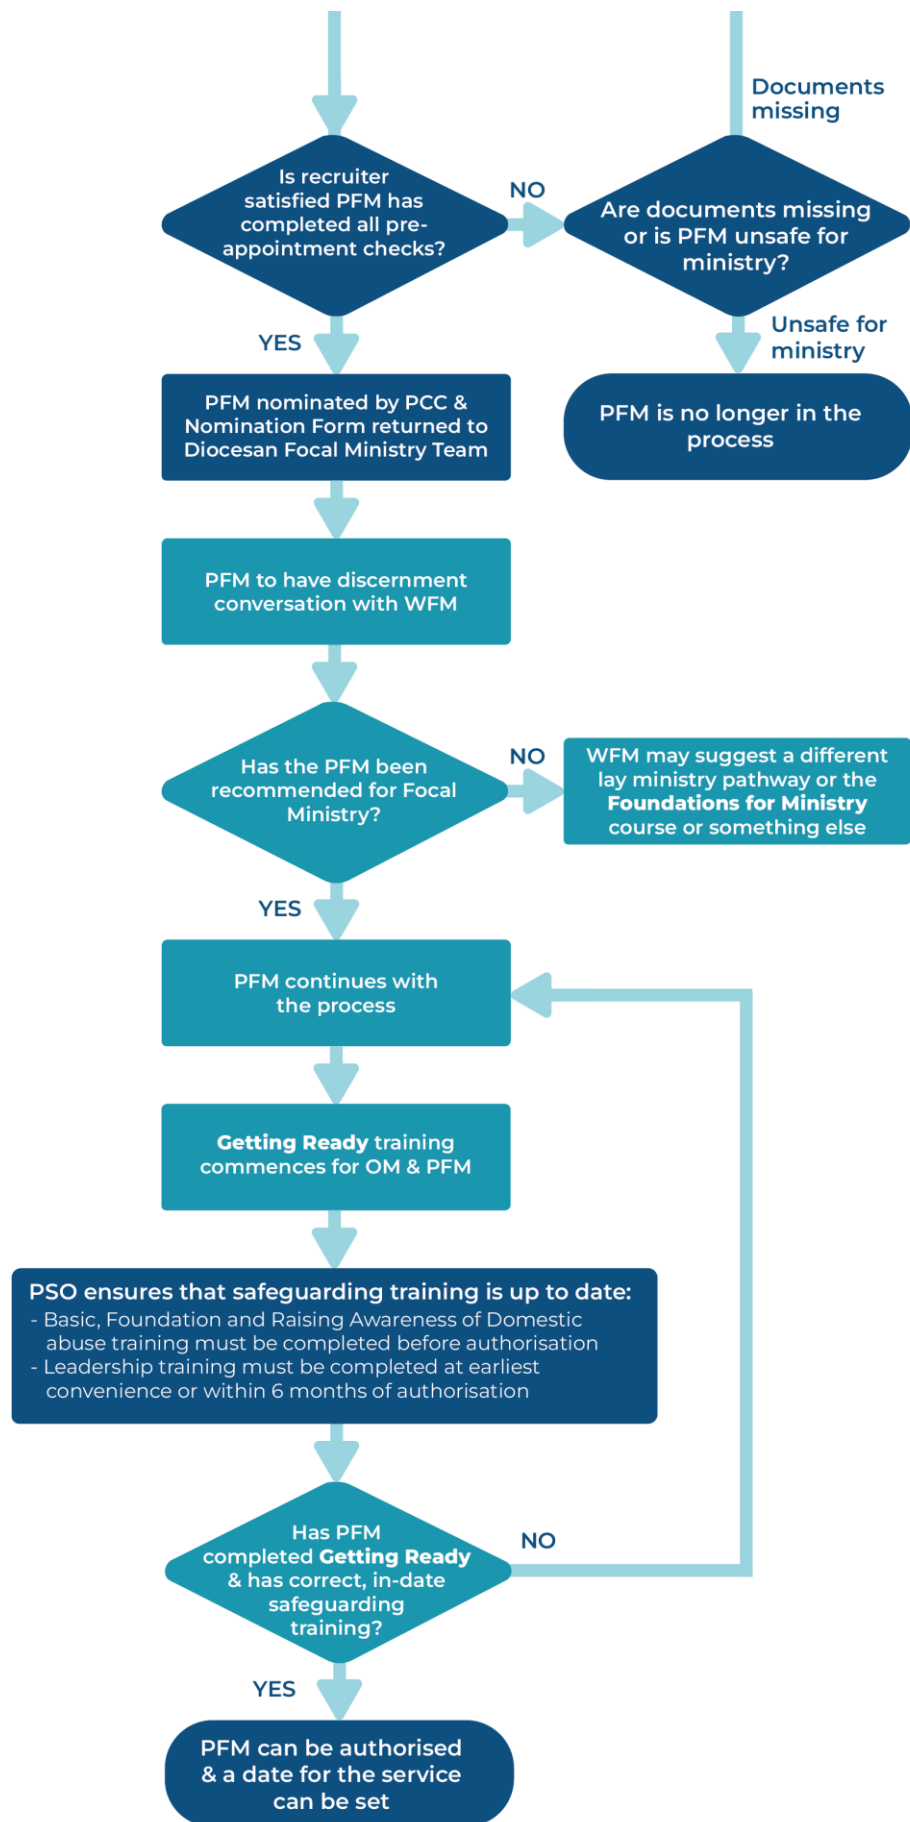 Documents
missing
Is recruiter
satisfied PFM has
completed all pre-
appointment checks?
NO
Are documents missing
or is PFM unsafe for
ministry?
YES
Unsafe for
ministry
PFM nominated by PCC &
Nomination Form returned to
Diocesan Focal Ministry Team
PFM is no longer in the
process
PFM to have discernment
conversation with WFM
Has the PFM been
recommended for Focal
Ministry?
NO
WFM may suggest a different
lay ministry pathway or the
Foundations for Ministry
course or something else
YES
PFM continues with
the process
Getting Ready training
commences for OM & PFM
PSO ensures that safeguarding training is up to date:
- Basic, Foundation and Raising Awareness of Domestic
abuse training must be completed before authorisation
- Leadership training must be completed at earliest
convenience or within 6 months of authorisation
Has PFM
completed Getting Ready
& has correct, in-date
safeguarding
training?
NO
YES
PFM can be authorised
& a date for the service
can be set